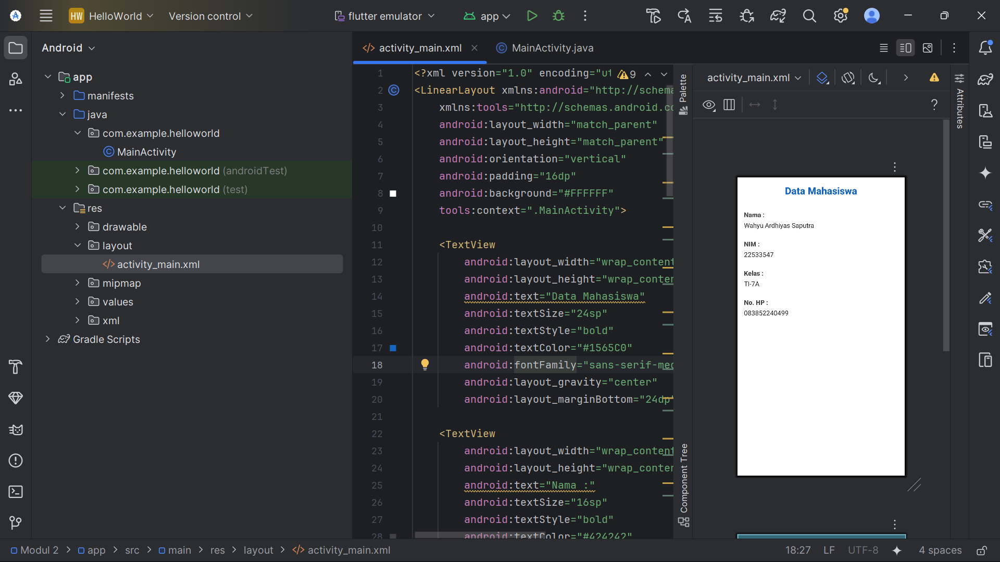 HW HelloWorld Version control flutter emulator app
Android
app
manifests
java
com.example.helloworld
MainActivity
com.example.helloworld (androidTest)
com.example.helloworld (test)
res
drawable
layout
activity_main.xml
mipmap
values
xml
Gradle Scripts
activity_main.xml MainActivity.java
9
1 <?xml version="1.0" encoding="ut
2 <LinearLayout xmlns:android="http://schema
3 xmlns:tools="http://schemas.android.co
4 android:layout_width="match_parent"
5 android:layout_height="match_parent"
6 android:orientation="vertical"
7 android:padding="16dp"
8 android:background="#FFFFFF"
9 tools:context=".MainActivity">
10
11 <TextView
12 android:layout_width="wrap_content
13 android:layout_height="wrap_conten
14 android:text="Data Mahasiswa"
15 android:textSize="24sp"
16 android:textStyle="bold"
17 android:textColor="#1565C0"
18 android:fontFamily="sans-serif-med
19 android:layout_gravity="center"
20 android:layout_marginBottom="24dp"
21
22 <TextView
23 android:layout_width="wrap_content
24 android:layout_height="wrap_conten
25 android:text="Nama :"
26 android:textSize="16sp"
27 android:textStyle="bold"
28 android:textColor="#424242"
Palette
Component Tree
activity_main.xml
?
Attributes
Data Mahasiswa
Nama :
Wahyu Ardhiyas Saputra
NIM :
22533547
Kelas :
TI-7A
No. HP :
083852240499
Modul 2 > app > src > main > res > layout > activity_main.xml
18:27 LF UTF-8 4 spaces